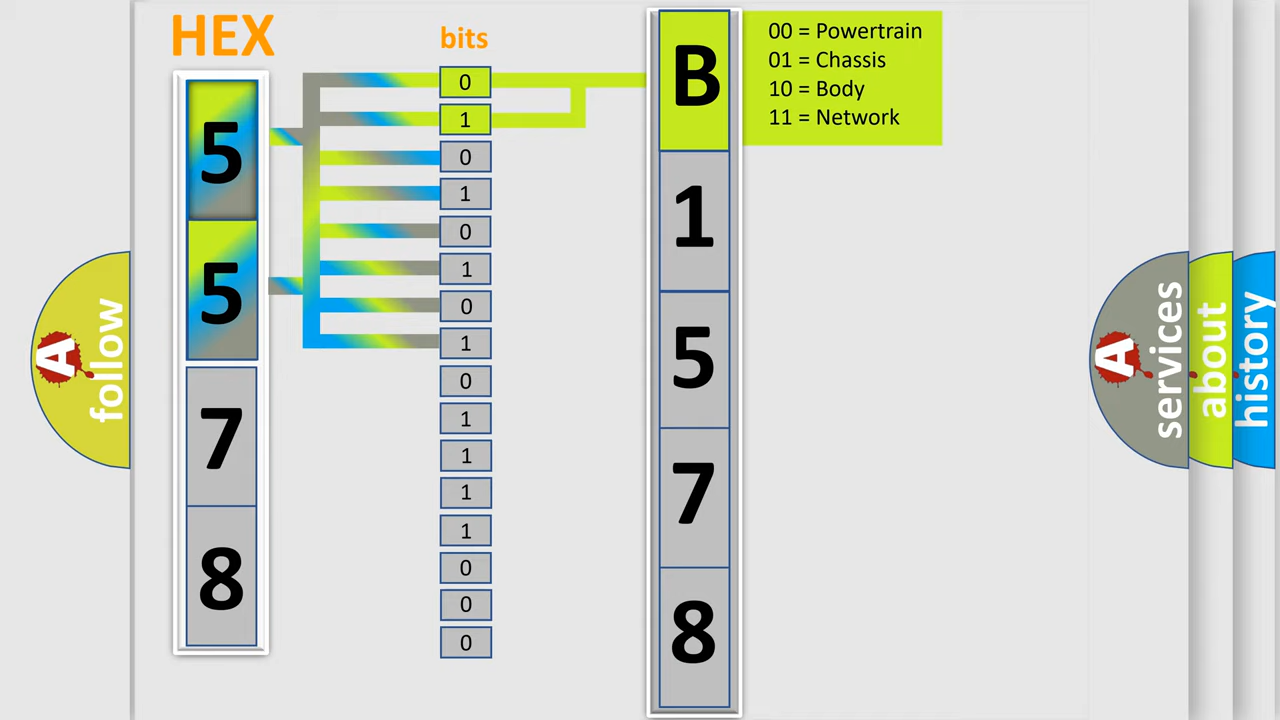 HEX
bits
5
5
7
8
0
1
0
1
0
1
0
1
0
1
1
1
1
0
0
0
B
1
5
7
8
00 = Powertrain
01 = Chassis
10 = Body
11 = Network
A
follow
A
services
about
history